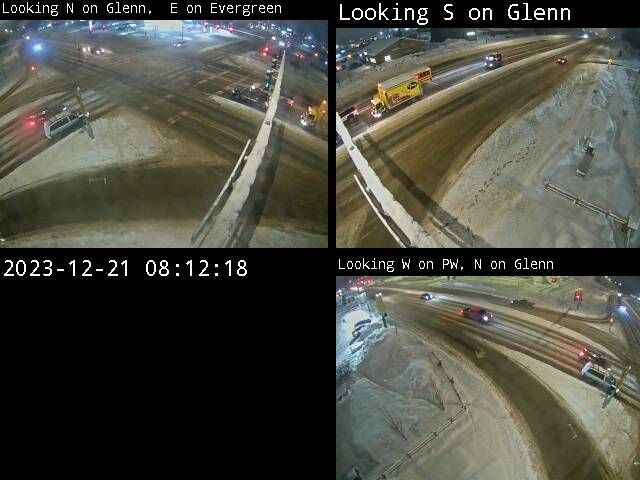 Looking N on Glenn, E on Evergreen
Looking S on Glenn
2023-12-21 08:12:18
Looking W on PW, N on Glenn